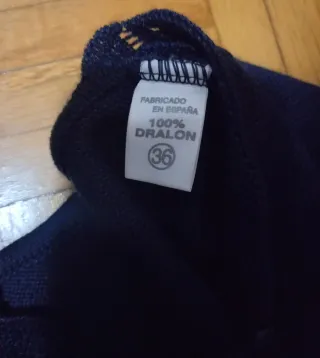 FABRICADO
EN ESPAÑA
100%
DRALON
36